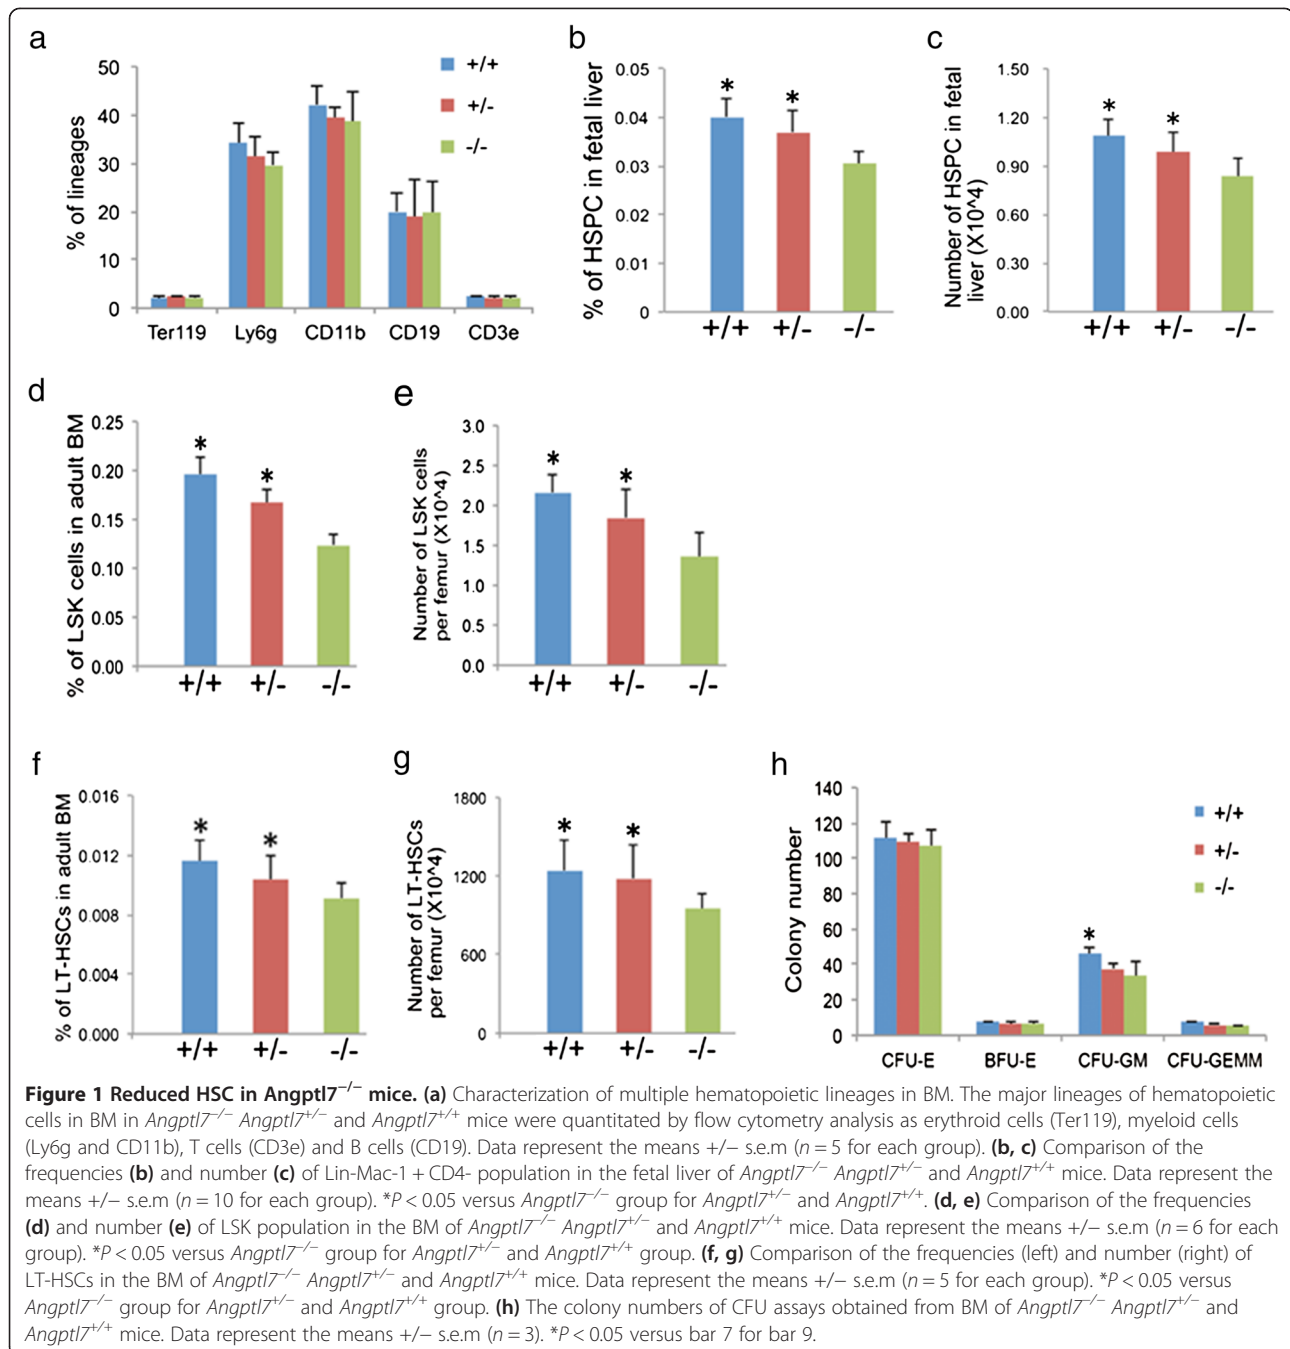 a
50
40
30
20
10
0
% of lineages
+/+
+/-
-/-
Ter119 Ly6g CD11b CD19 CD3e
b
0.05
0.04
0.03
0.02
0.01
0
% of HSPC in fetal liver
* *
+/+ +/- -/-
c
1.50
1.20
0.90
0.60
0.30
0.00
Number of HSPC in fetal
liver (X10^4)
* *
+/+ +/- -/-
d
0.25
0.20
0.15
0.10
0.05
0.00
% of LSK cells in adult BM
* *
+/+ +/- -/-
e
3.0
2.5
2.0
1.5
1.0
0.5
0.0
Number of LSK cells
per femur (X10^4)
* *
+/+ +/- -/-
f
0.016
0.012
0.008
0.004
0.000
% of LT-HSCs in adult BM
* *
+/+ +/- -/-
g
1800
1200
600
0
Number of LT-HSCs
per femur (X10^4)
* *
+/+ +/- -/-
h
140
120
100
80
60
40
20
0
Colony number
*
+/+
+/-
-/-
CFU-E BFU-E CFU-GM CFU-GEMM
Figure 1 Reduced HSC in Angptl7−/− mice. (a) Characterization of multiple hematopoietic lineages in BM. The major lineages of hematopoietic
cells in BM in Angptl7−/− Angptl7+/− and Angptl7+/+ mice were quantitated by flow cytometry analysis as erythroid cells (Ter119), myeloid cells
(Ly6g and CD11b), T cells (CD3e) and B cells (CD19). Data represent the means +/− s.e.m (n = 5 for each group). (b, c) Comparison of the
frequencies (b) and number (c) of Lin-Mac-1 + CD4- population in the fetal liver of Angptl7−/− Angptl7+/− and Angptl7+/+ mice. Data represent the
means +/− s.e.m (n = 10 for each group). *P < 0.05 versus Angptl7−/− group for Angptl7+/− and Angptl7+/+. (d, e) Comparison of the frequencies
(d) and number (e) of LSK population in the BM of Angptl7−/− Angptl7+/− and Angptl7+/+ mice. Data represent the means +/− s.e.m (n = 6 for each
group). *P < 0.05 versus Angptl7−/− group for Angptl7+/− and Angptl7+/+ group. (f, g) Comparison of the frequencies (left) and number (right) of
LT-HSCs in the BM of Angptl7−/− Angptl7+/− and Angptl7+/+ mice. Data represent the means +/− s.e.m (n = 5 for each group). *P < 0.05 versus
Angptl7−/− group for Angptl7+/− and Angptl7+/+ group. (h) The colony numbers of CFU assays obtained from BM of Angptl7−/− Angptl7+/− and
Angptl7+/+ mice. Data represent the means +/− s.e.m (n = 3). *P < 0.05 versus bar 7 for bar 9.